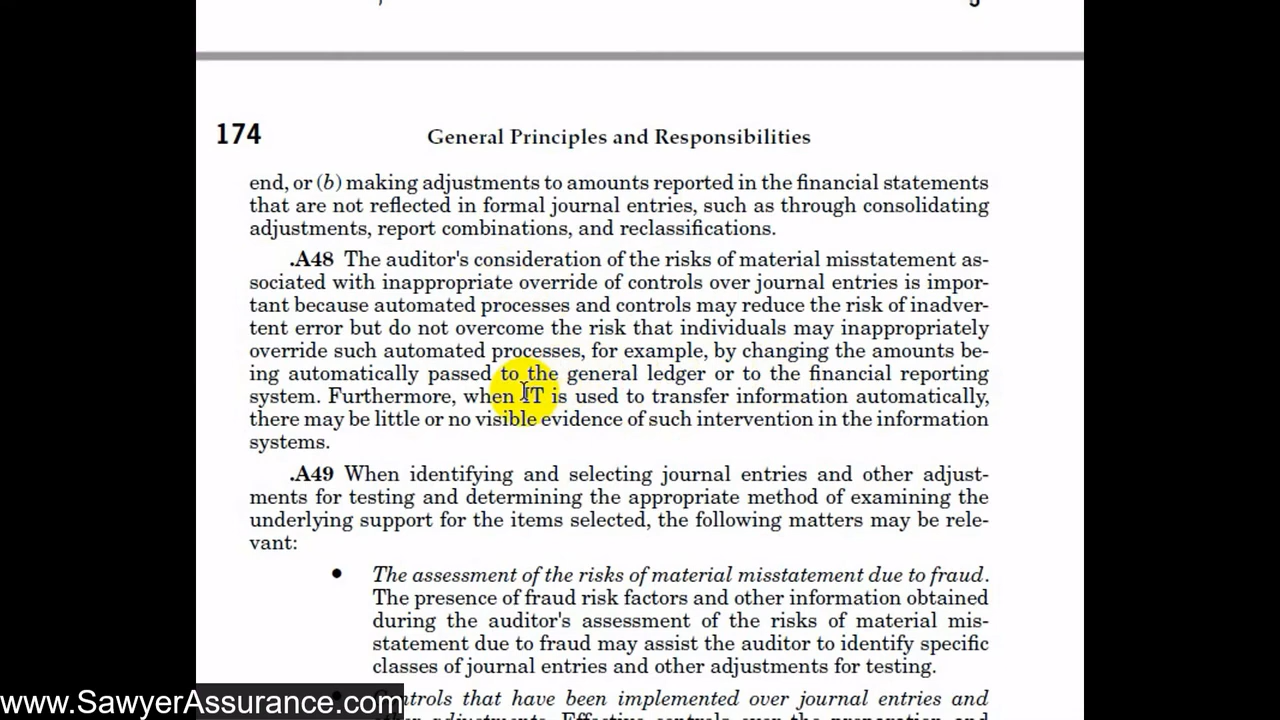 174 General Principles and Responsibilities
end, or (b) making adjustments to amounts reported in the financial statements
that are not reflected in formal journal entries, such as through consolidating
adjustments, report combinations, and reclassifications.
.A48 The auditor's consideration of the risks of material misstatement as-
sociated with inappropriate override of controls over journal entries is impor-
tant because automated processes and controls may reduce the risk of inadver-
tent error but do not overcome the risk that individuals may inappropriately
override such automated processes, for example, by changing the amounts be-
ing automatically passed to the general ledger or to the financial reporting
system. Furthermore, when IT is used to transfer information automatically,
there may be little or no visible evidence of such intervention in the information
systems.
.A49 When identifying and selecting journal entries and other adjust-
ments for testing and determining the appropriate method of examining the
underlying support for the items selected, the following matters may be rele-
vant:
• The assessment of the risks of material misstatement due to fraud.
The presence of fraud risk factors and other information obtained
during the auditor's assessment of the risks of material mis-
statement due to fraud may assist the auditor to identify specific
classes of journal entries and other adjustments for testing.
that have been implemented over journal entries and
www.SawyerAssurance.com